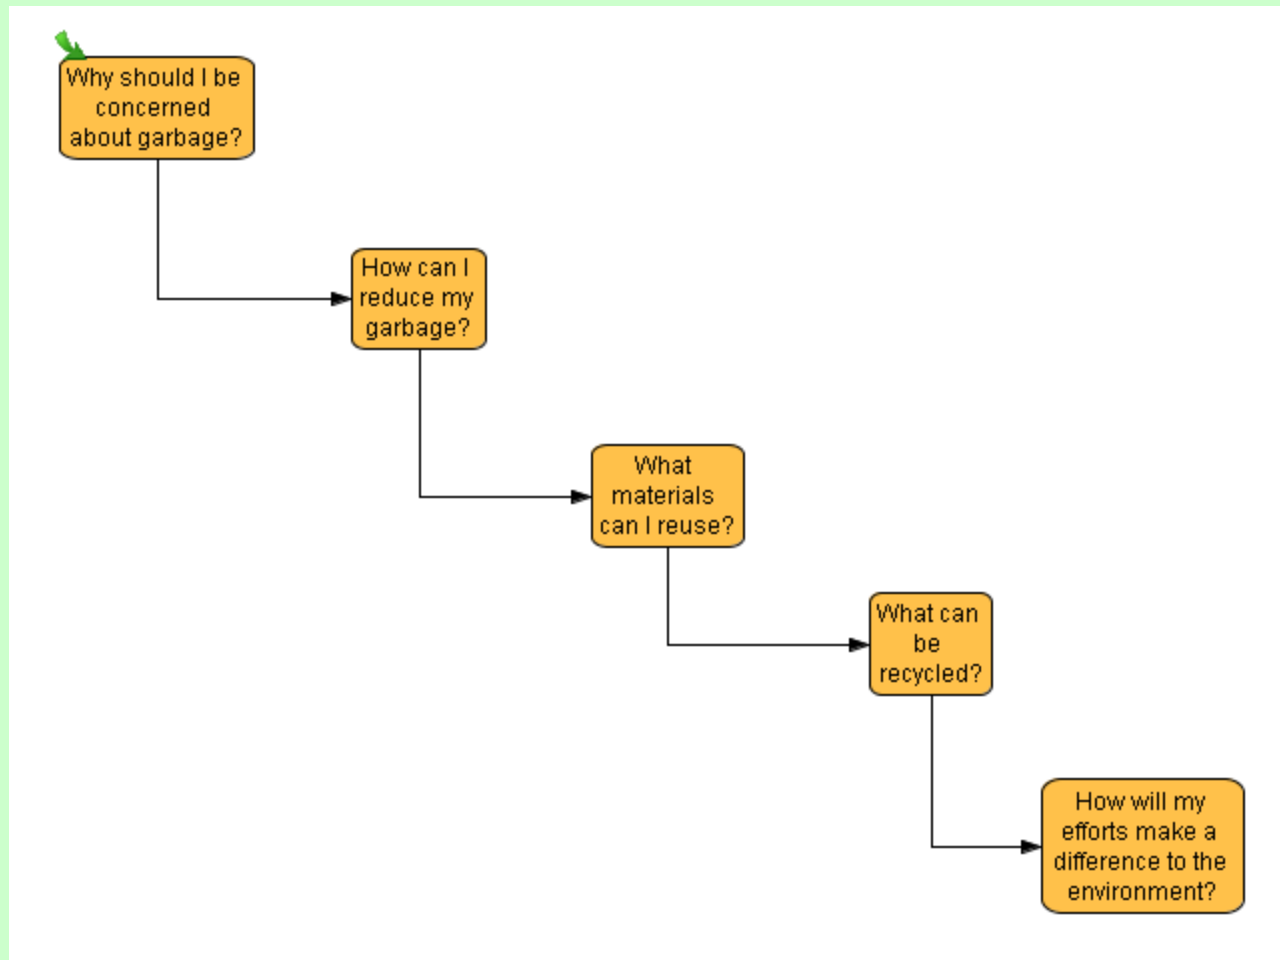 Why should I be
concerned
about garbage?
How can I
reduce my
garbage?
What
materials
can I reuse?
What can
be
recycled?
How will my
efforts make a
difference to the
environment?